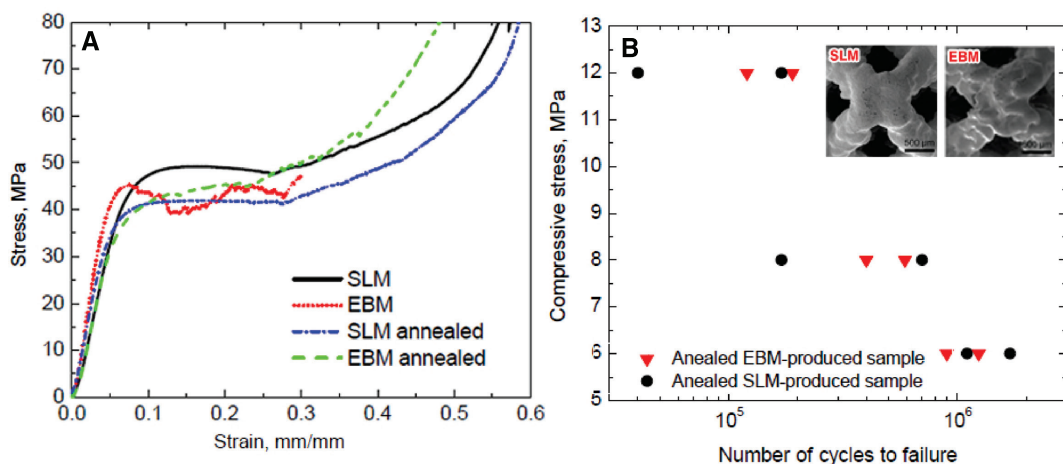 A
Stress, MPa
80
70
60
50
40
30
20
10
0
SLM
EBM
SLM annealed
EBM annealed
0.0 0.1 0.2 0.3 0.4 0.5 0.6
Strain, mm/mm
B
Compressive stress, MPa
13
12
11
10
9
8
7
6
5
SLM
EBM
500 µm
Anealed EBM-produced sample
Anealed SLM-produced sample
10⁵ 10⁶
Number of cycles to failure